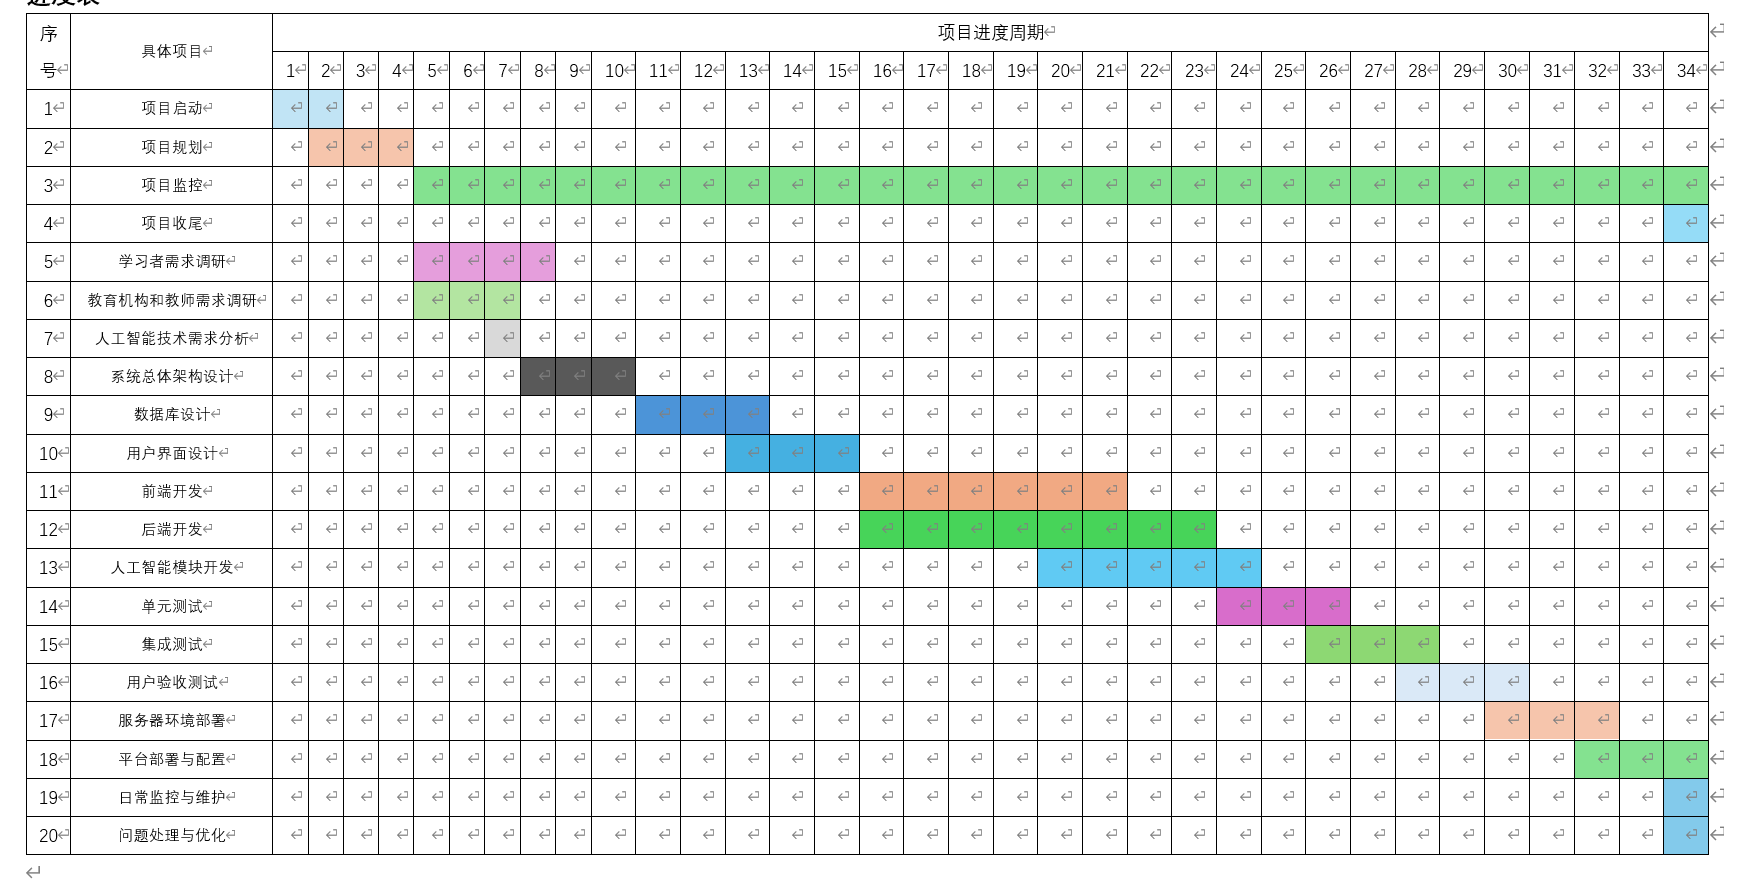 进度表
序号 具体项目 项目进度周期
1 2 3 4 5 6 7 8 9 10 11 12 13 14 15 16 17 18 19 20 21 22 23 24 25 26 27 28 29 30 31 32 33 34
1 项目启动
2 项目规划
3 项目监控
4 项目收尾
5 学习者需求调研
6 教育机构和教师需求调研
7 人工智能技术需求分析
8 系统总体架构设计
9 数据库设计
10 用户界面设计
11 前端开发
12 后端开发
13 人工智能模块开发
14 单元测试
15 集成测试
16 用户验收测试
17 服务器环境部署
18 平台部署与配置
19 日常监控与维护
20 问题处理与优化